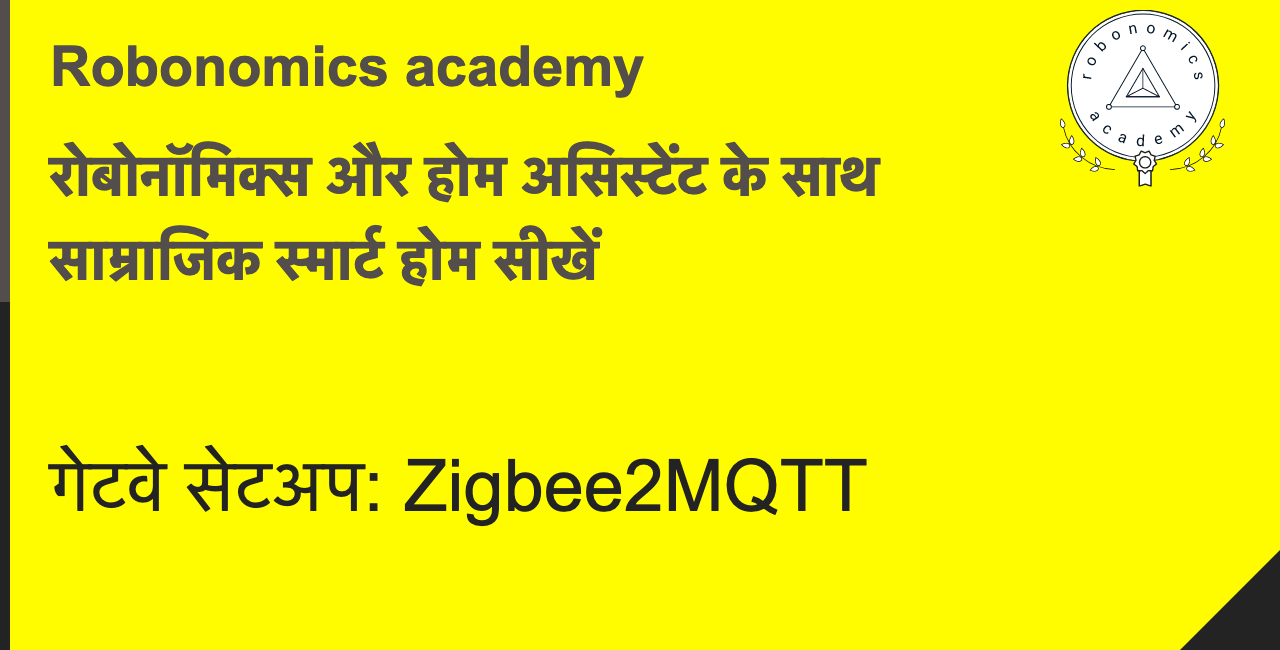 Robonomics academy
robonomics
academy
रोबोनॉमिक्स और होम असिस्टेंट के साथ
साम्राजिक स्मार्ट होम सीखें
गेटवे सेटअप: Zigbee2MQTT